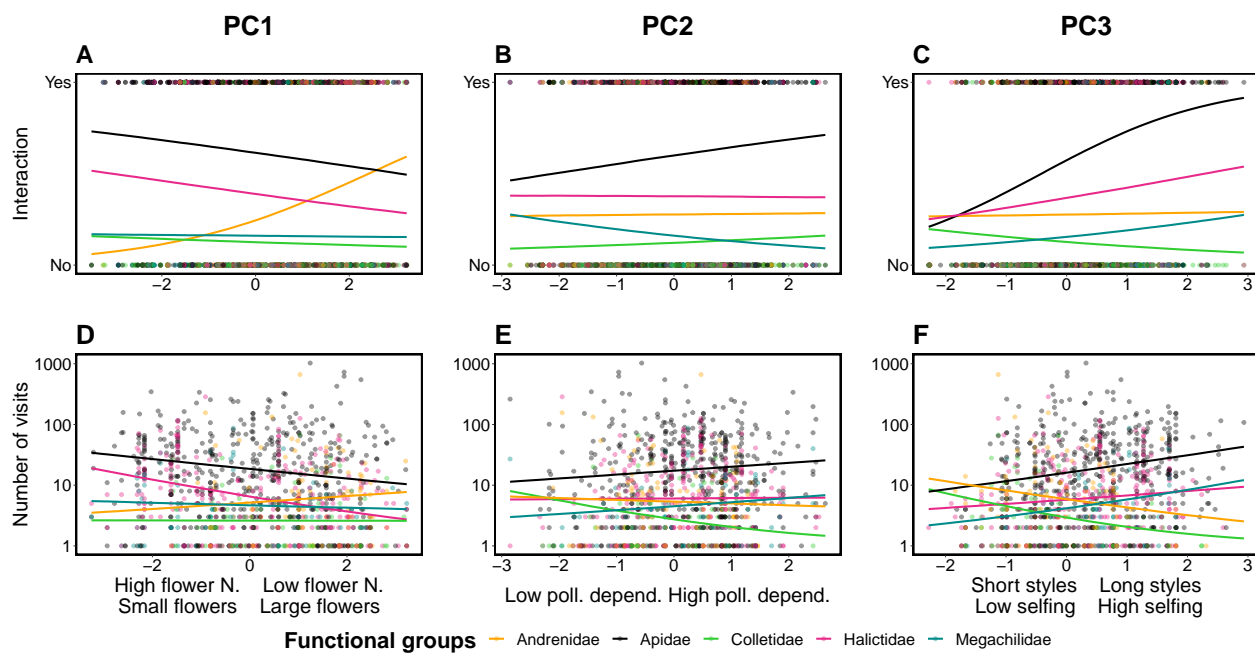 PC1 PC2 PC3
A B C
Yes Yes Yes
Interaction
No No No
−2 0 2 −3 −2 −1 0 1 2 3 −2 −1 0 1 2 3
D E F
1000 1000 1000
100 100 100
Number of visits
10 10 10
1 1 1
−2 0 2 −3 −2 −1 0 1 2 3 −2 −1 0 1 2 3
High flower N. Low flower N. Low poll. depend. High poll. depend. Short styles Long styles
Small flowers Large flowers Low selfing High selfing
Functional groups Andrenidae Apidae Colletidae Halictidae Megachilidae